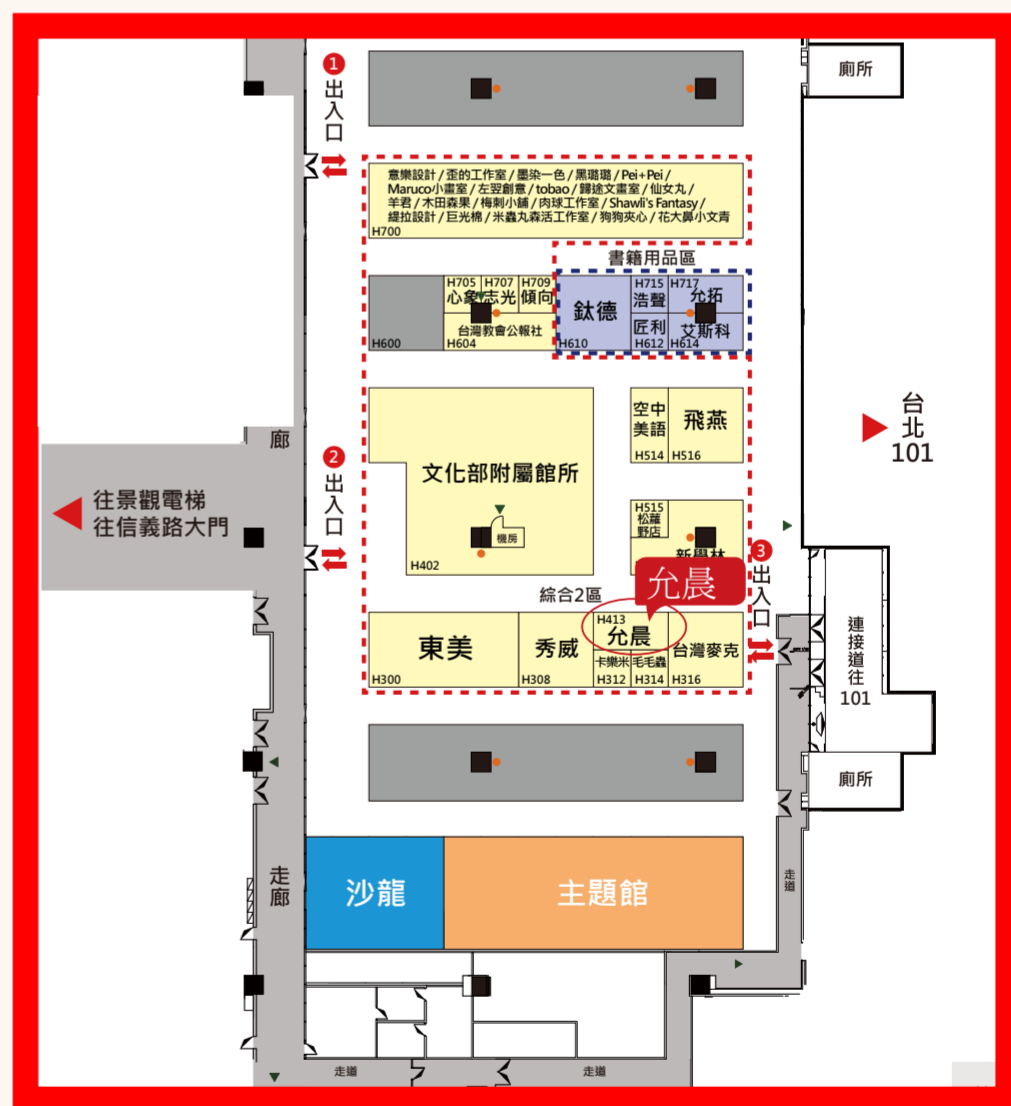 1
出入口
廁所
意樂設計/歪的工作室/墨染一色/黑璐璐/Pei+Pei/
Maruco小畫室/左翌創意/tobao/歸途文畫室/仙女丸/
羊君/木田森果/梅刺小舖/肉球工作室/Shawli's Fantasy/
緹拉設計/巨光棉/米蟲丸森活工作室/狗狗夾心/花大鼻小文青
H700
書籍用品區
H705 H707 H709
心象 志光 傾向
台灣教會公報社
H600
H604
鈦德
H610
H715
浩聲
H717
允拓
匠利
H612
艾斯科
H614
空中
美語
H514
飛燕
H516
台北
101
廊
2
出入口
往景觀電梯
往信義路大門
文化部附屬館所
機房
H402
H515
松蘿
野店
新學林
允晨
3
出入口
綜合2區
東美
H300
秀威
H308
H413
允晨
卡樂米
H312
毛毛蟲
H314
台灣麥克
H316
連接道往
101
廁所
走廊
沙龍
主題館
走道
走道
走道